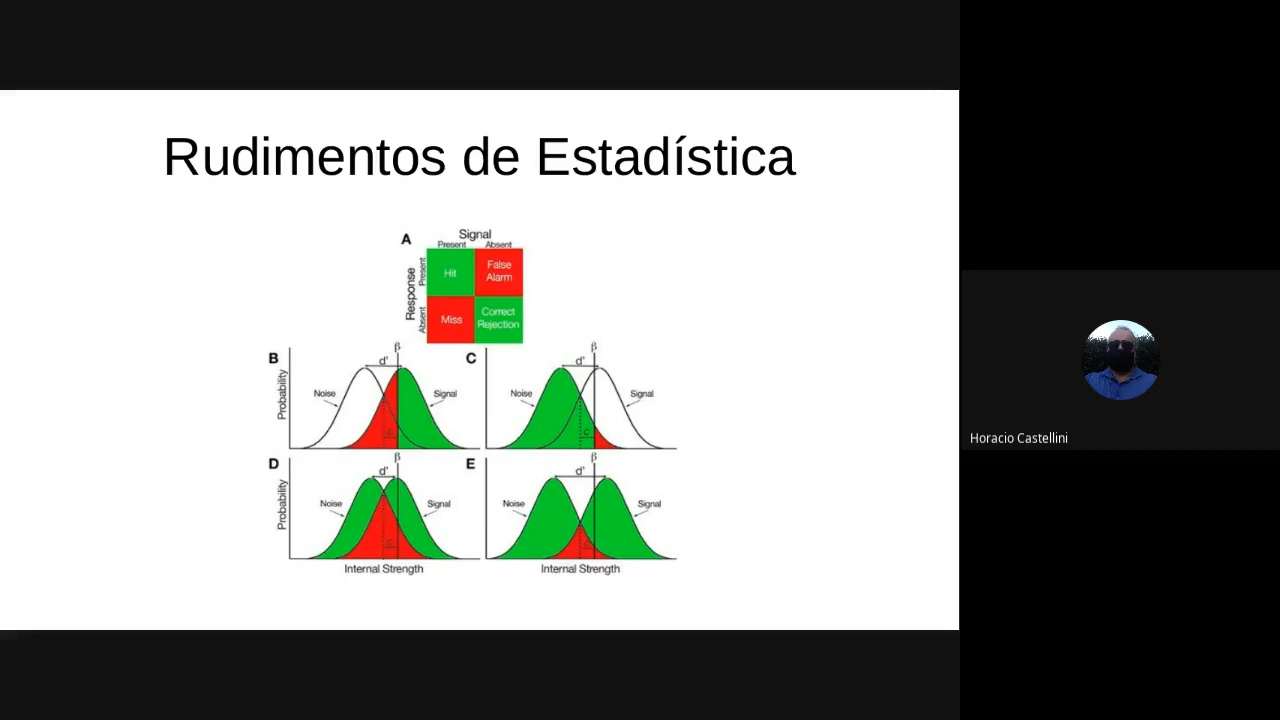 Rudimentos de Estadística
A
Signal
Present Absent
Response
Present
Absent
Hit
False
Alarm
Miss
Correct
Rejection
B
Probability
Noise
d'
β
Signal
c
C
Noise
d'
β
Signal
c
D
Probability
Noise
d'
β
Signal
c
Internal Strength
E
Noise
d'
β
Signal
c
Internal Strength
Horacio Castellini